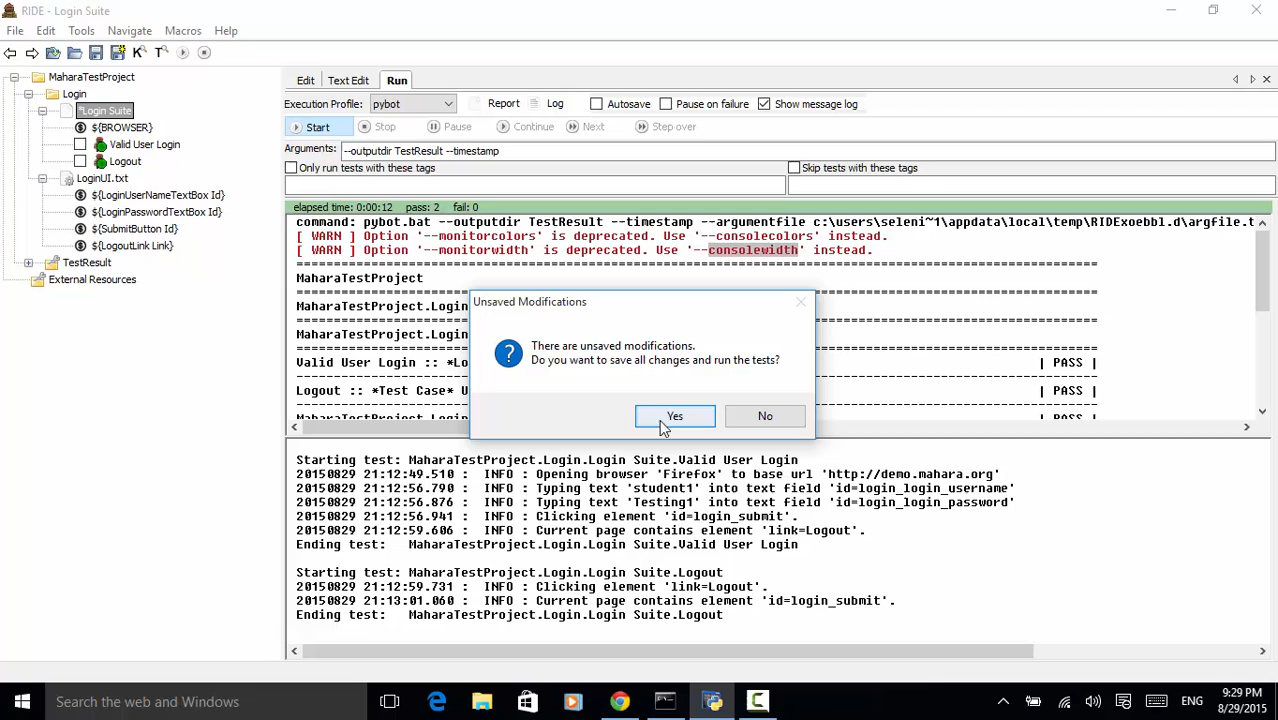 RIDE - Login Suite
File Edit Tools Navigate Macros Help
MaharaTestProject
Login
*Login Suite
${BROWSER}
Valid User Login
Logout
LoginUI.txt
${LoginUserNameTextBox Id}
${LoginPasswordTextBox Id}
${SubmitButton Id}
${LogoutLink Link}
TestResult
External Resources
Edit Text Edit Run
Execution Profile: pybot Report Log Autosave Pause on failure Show message log
Start Stop Pause Continue Next Step over
Arguments: --outputdir TestResult --timestamp
Only run tests with these tags Skip tests with these tags
elapsed time: 0:00:12 pass: 2 fail: 0
command: pybot.bat --outputdir TestResult --timestamp --argumentfile c:\users\seleni~1\appdata\local\temp\RIDExoebbl.d\argfile.t
[ WARN ] Option '--monitorcolors' is deprecated. Use '--consolecolors' instead.
[ WARN ] Option '--monitorwidth' is deprecated. Use '--consolewidth' instead.
==============================================================================
MaharaTestProject
==============================================================================
MaharaTestProject.Login
==============================================================================
MaharaTestProject.Login.
==============================================================================
Valid User Login :: *Lo | PASS |
------------------------------------------------------------------------------
Logout :: *Test Case* U | PASS |
------------------------------------------------------------------------------
MaharaTestProject.Login.Login | PASS |
Unsaved Modifications
There are unsaved modifications.
Do you want to save all changes and run the tests?
Yes No
Starting test: MaharaTestProject.Login.Login Suite.Valid User Login
20150829 21:12:49.510 : INFO : Opening browser 'Firefox' to base url 'http://demo.mahara.org'
20150829 21:12:56.790 : INFO : Typing text 'student1' into text field 'id=login_login_username'
20150829 21:12:56.876 : INFO : Typing text 'Testing1' into text field 'id=login_login_password'
20150829 21:12:56.941 : INFO : Clicking element 'id=login_submit'.
20150829 21:12:59.606 : INFO : Current page contains element 'link=Logout'.
Ending test: MaharaTestProject.Login.Login Suite.Valid User Login
Starting test: MaharaTestProject.Login.Login Suite.Logout
20150829 21:12:59.731 : INFO : Clicking element 'link=Logout'.
20150829 21:13:01.060 : INFO : Current page contains element 'id=login_submit'.
Ending test: MaharaTestProject.Login.Login Suite.Logout
Search the web and Windows
ENG
9:29 PM
8/29/2015